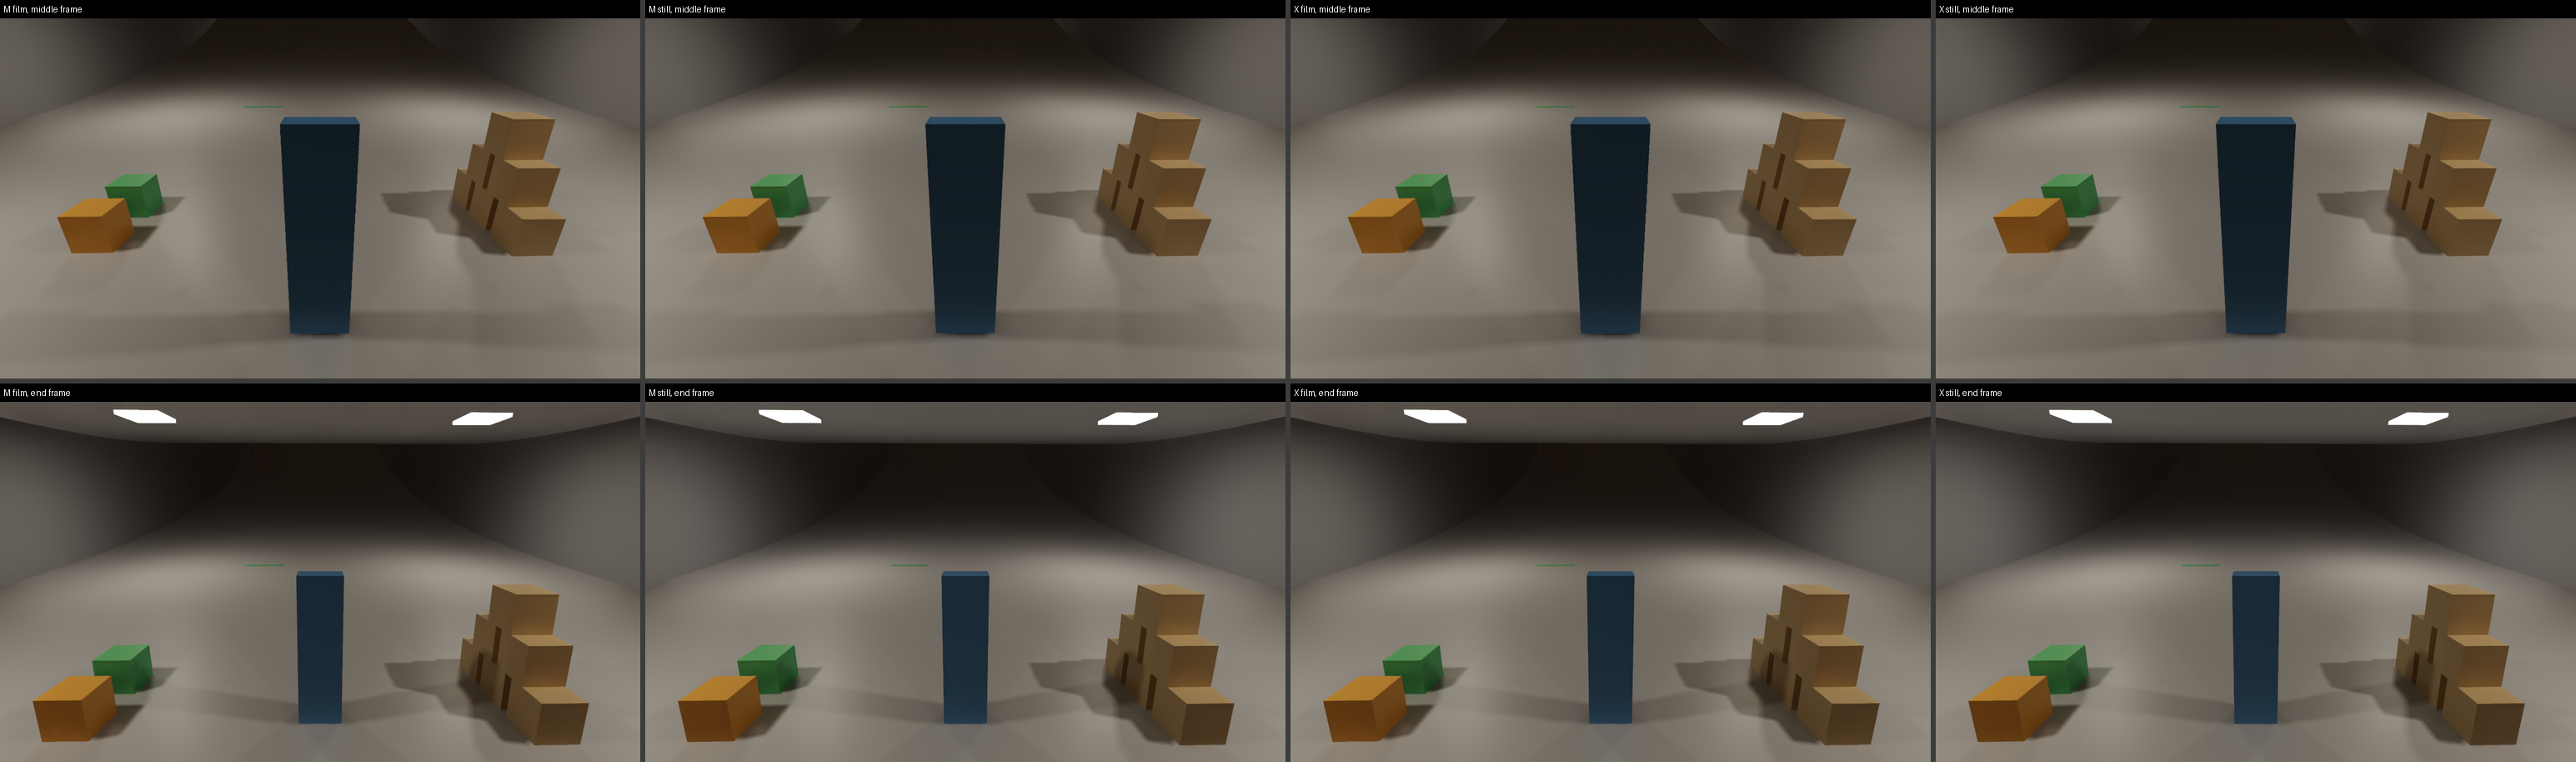 M film, middle frame
M still, middle frame
X film, middle frame
X still, middle frame
M film, end frame
M still, end frame
X film, end frame
X still, end frame